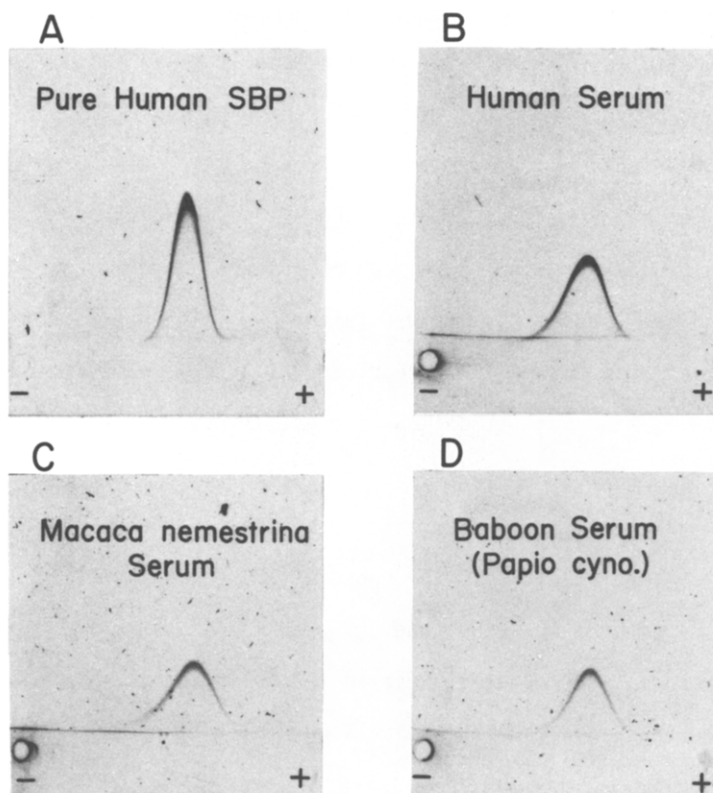 A
Pure Human SBP
− +
B
Human Serum
− +
C
Macaca nemestrina
Serum
− +
D
Baboon Serum
(Papio cyno.)
− +